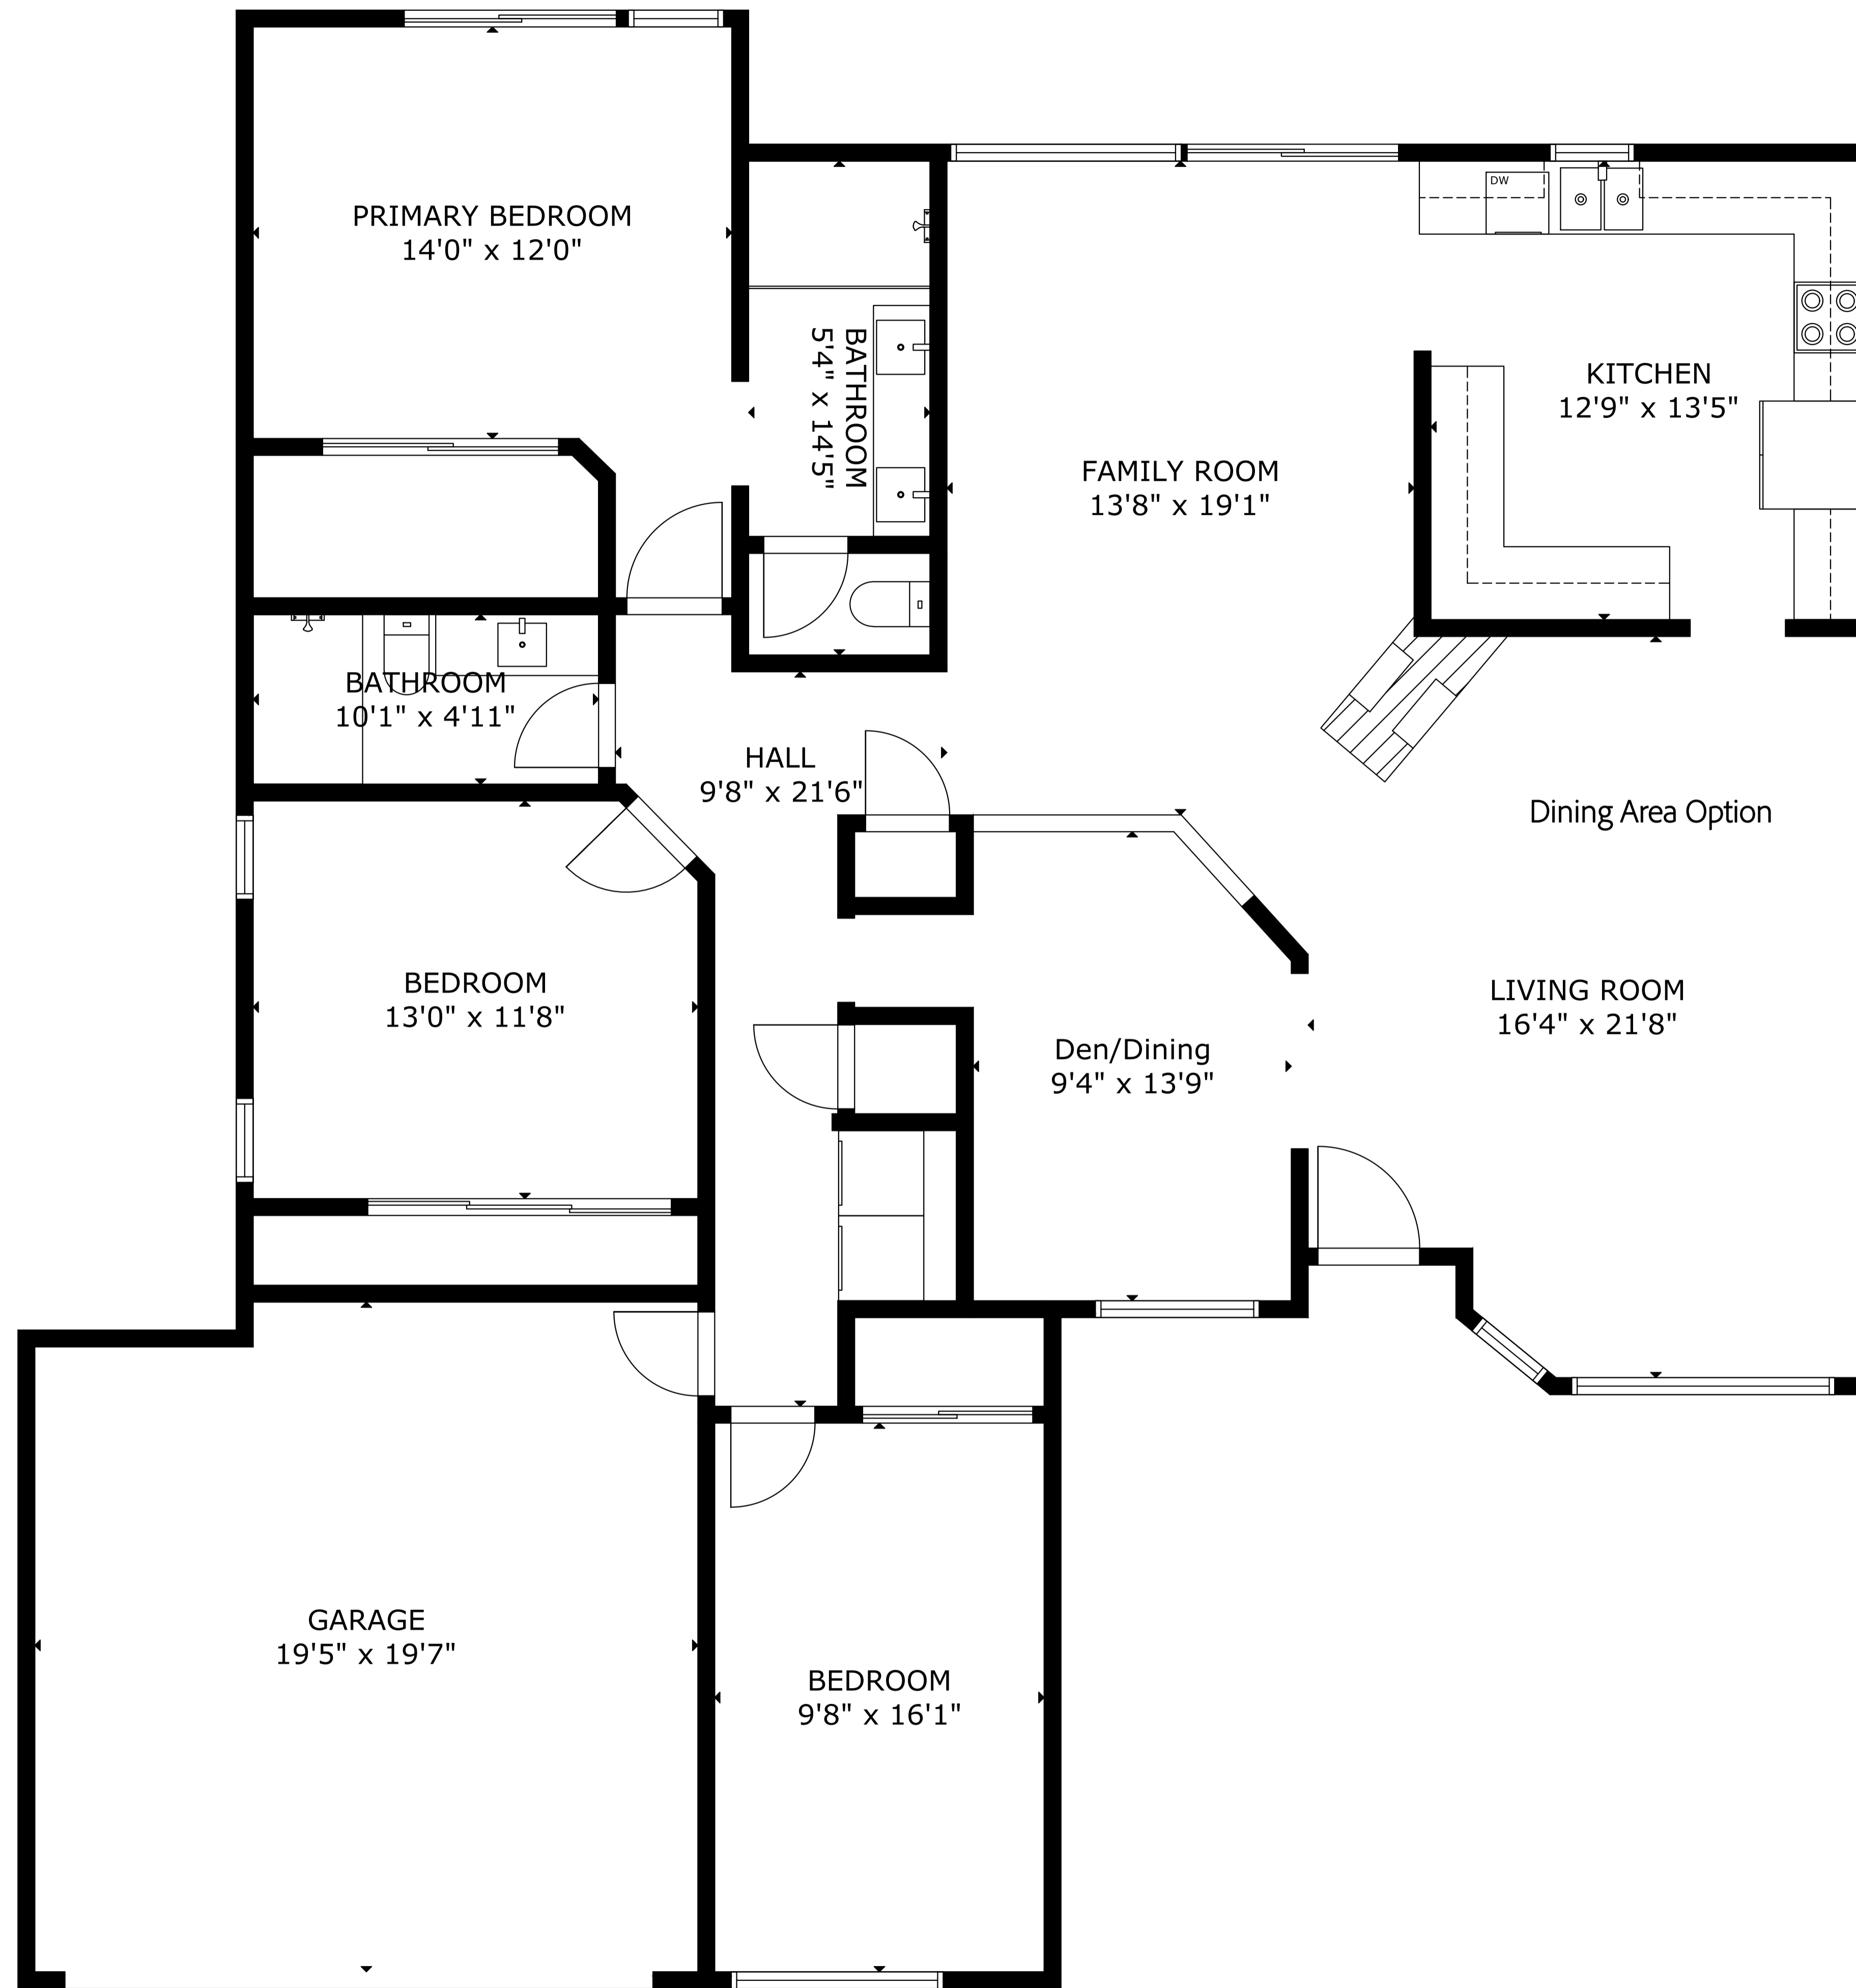 PRIMARY BEDROOM
14'0" x 12'0"
DW
BATHROOM
5'4" x 14'5"
KITCHEN
12'9" x 13'5"
FAMILY ROOM
13'8" x 19'1"
BATHROOM
10'1" x 4'11"
HALL
9'8" x 21'6"
Dining Area Option
BEDROOM
13'0" x 11'8"
LIVING ROOM
16'4" x 21'8"
Den/Dining
9'4" x 13'9"
GARAGE
19'5" x 19'7"
BEDROOM
9'8" x 16'1"